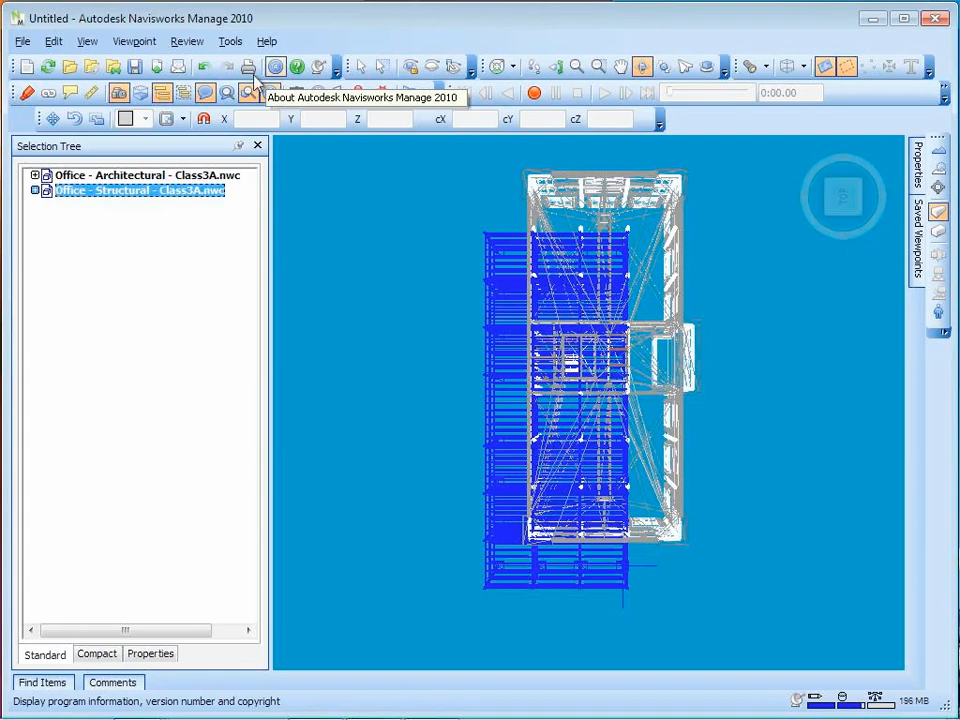 Untitled - Autodesk Navisworks Manage 2010
File Edit View Viewpoint Review Tools Help
About Autodesk Navisworks Manage 2010
0:00.00
X Y Z cX cY cZ
Selection Tree
Office - Architectural - Class3A.nwc
Office - Structural - Class3A.nwc
Properties
Saved Viewpoints
Standard Compact Properties
Find Items Comments
Display program information, version number and copyright
196 MB